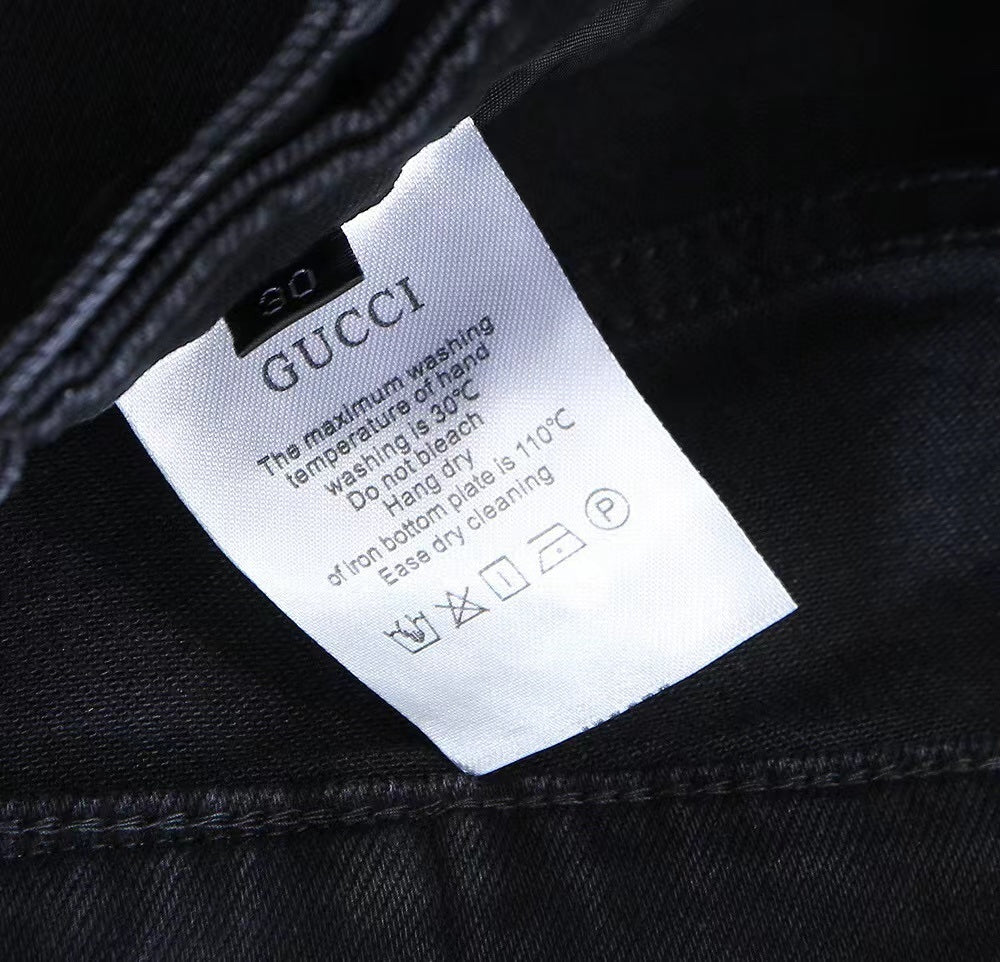 30
GUCCI
The maximum washing
temperature of hand
washing is 30℃
Do not bleach
Hang dry
of iron bottom plate is 110℃
Ease dry cleaning
P